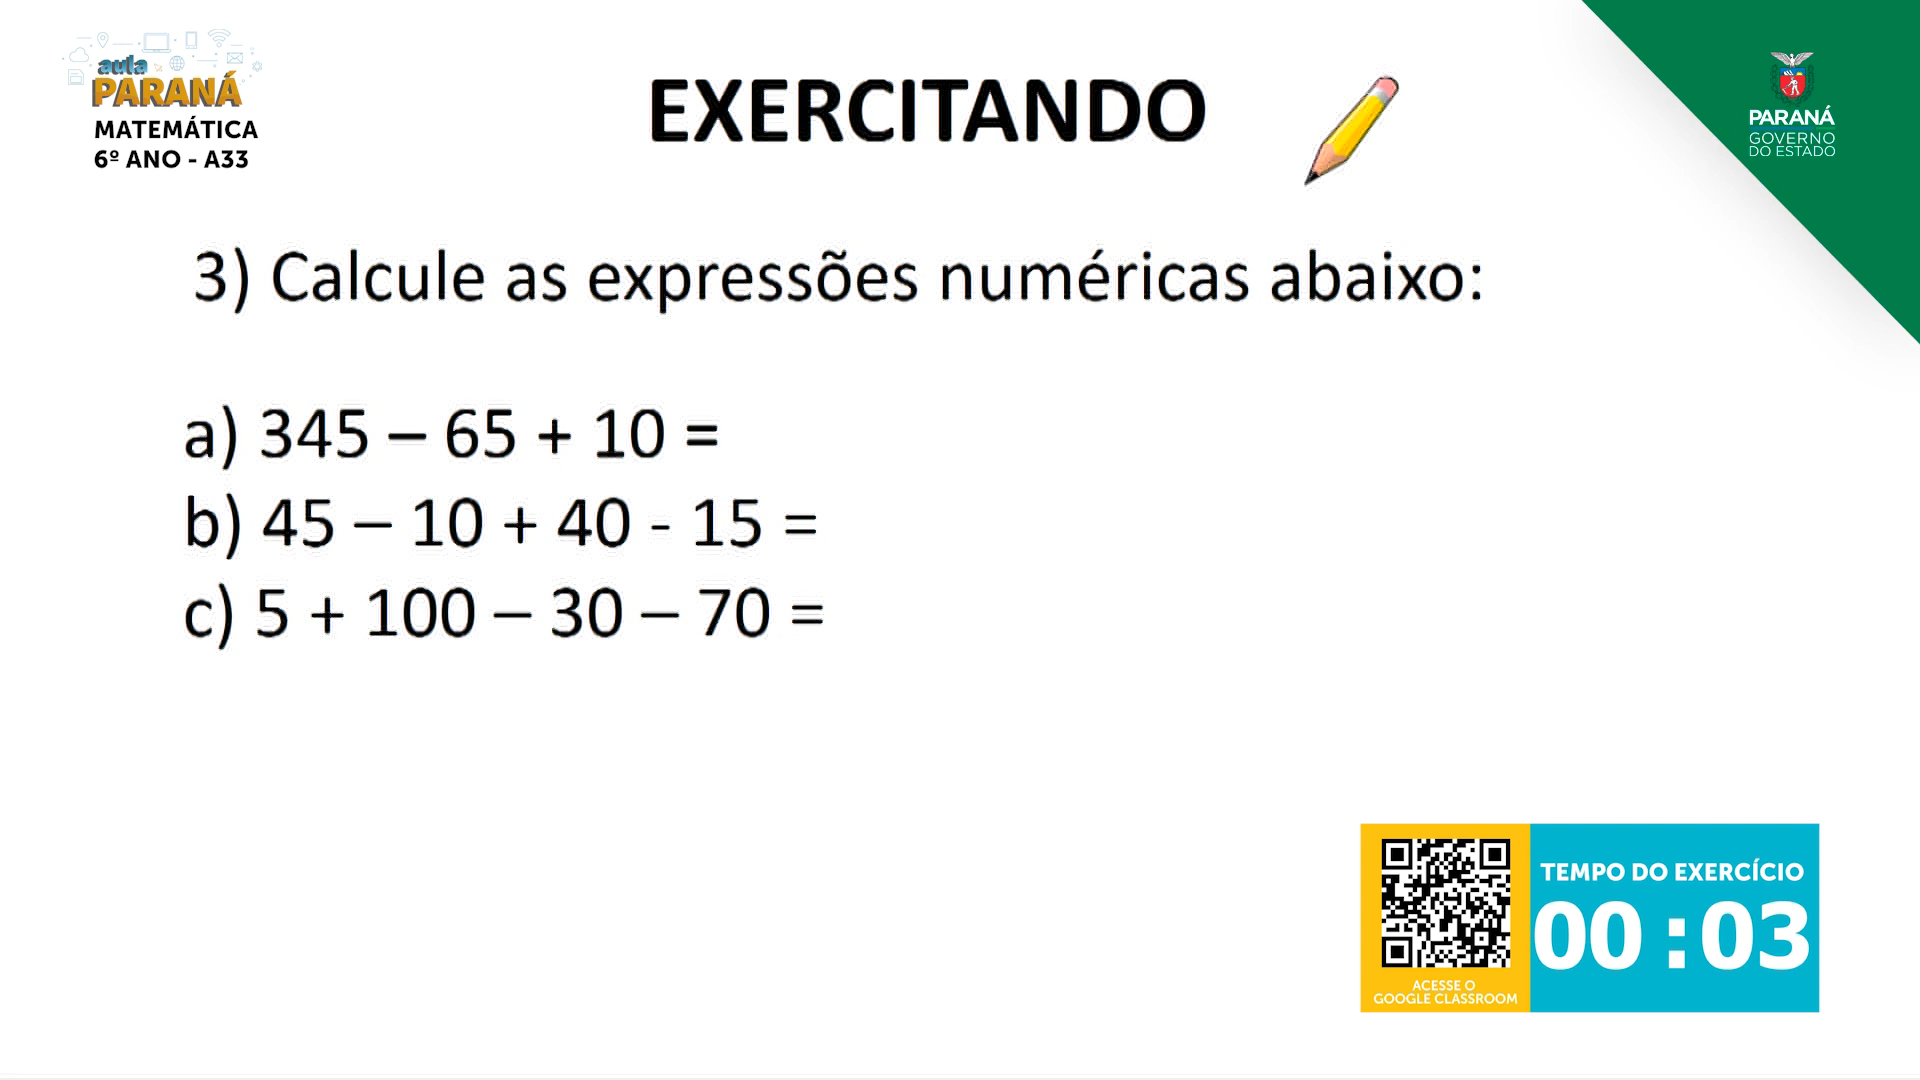 aula
PARANÁ
MATEMÁTICA
6º ANO - A33
EXERCITANDO
PARANÁ
GOVERNO
DO ESTADO
3) Calcule as expressões numéricas abaixo:
a) 345 – 65 + 10 =
b) 45 – 10 + 40 - 15 =
c) 5 + 100 – 30 – 70 =
TEMPO DO EXERCÍCIO
00:03
ACESSE O
GOOGLE CLASSROOM